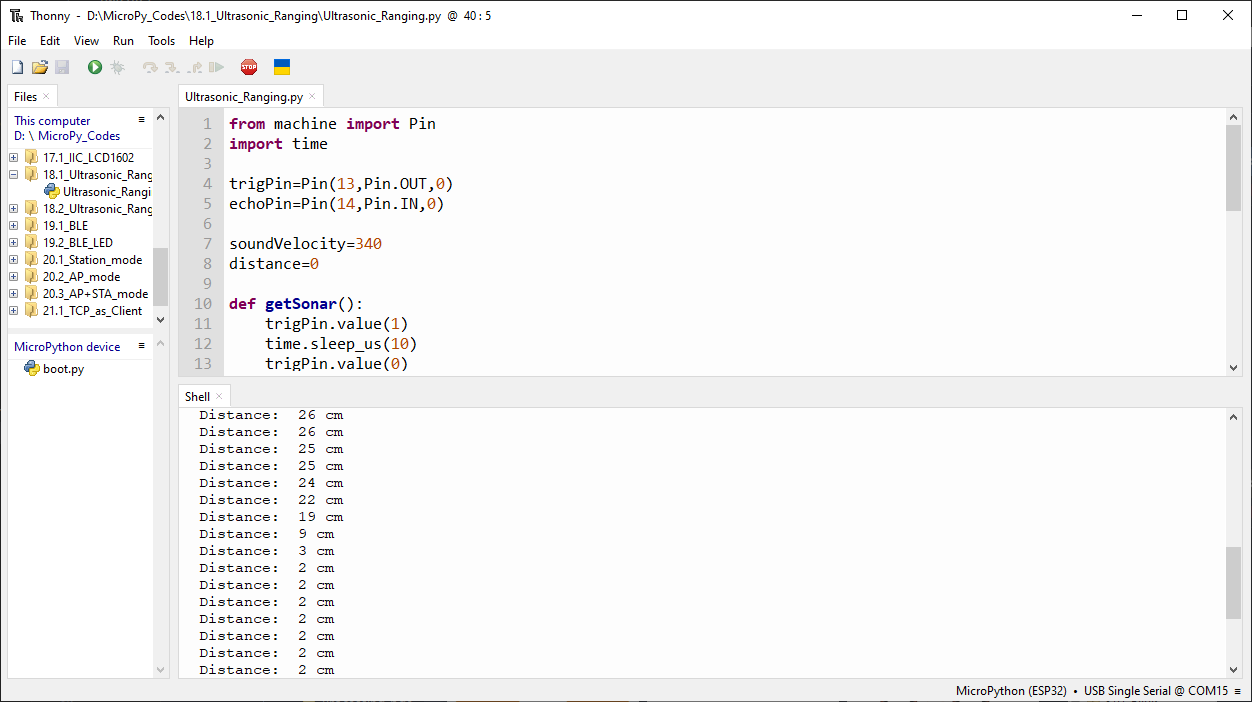 Thonny - D:\MicroPy_Codes\18.1_Ultrasonic_Ranging\Ultrasonic_Ranging.py @ 40 : 5
File Edit View Run Tools Help
STOP
Files
This computer
D: \ MicroPy_Codes
17.1_IIC_LCD1602
18.1_Ultrasonic_Rang
Ultrasonic_Rangi
18.2_Ultrasonic_Rang
19.1_BLE
19.2_BLE_LED
20.1_Station_mode
20.2_AP_mode
20.3_AP+STA_mode
21.1_TCP_as_Client
MicroPython device
boot.py
Ultrasonic_Ranging.py
1 from machine import Pin
2 import time
3
4 trigPin=Pin(13,Pin.OUT,0)
5 echoPin=Pin(14,Pin.IN,0)
6
7 soundVelocity=340
8 distance=0
9
10 def getSonar():
11 trigPin.value(1)
12 time.sleep_us(10)
13 trigPin.value(0)
Shell
Distance: 26 cm
Distance: 26 cm
Distance: 25 cm
Distance: 25 cm
Distance: 24 cm
Distance: 22 cm
Distance: 19 cm
Distance: 9 cm
Distance: 3 cm
Distance: 2 cm
Distance: 2 cm
Distance: 2 cm
Distance: 2 cm
Distance: 2 cm
Distance: 2 cm
Distance: 2 cm
MicroPython (ESP32) • USB Single Serial @ COM15